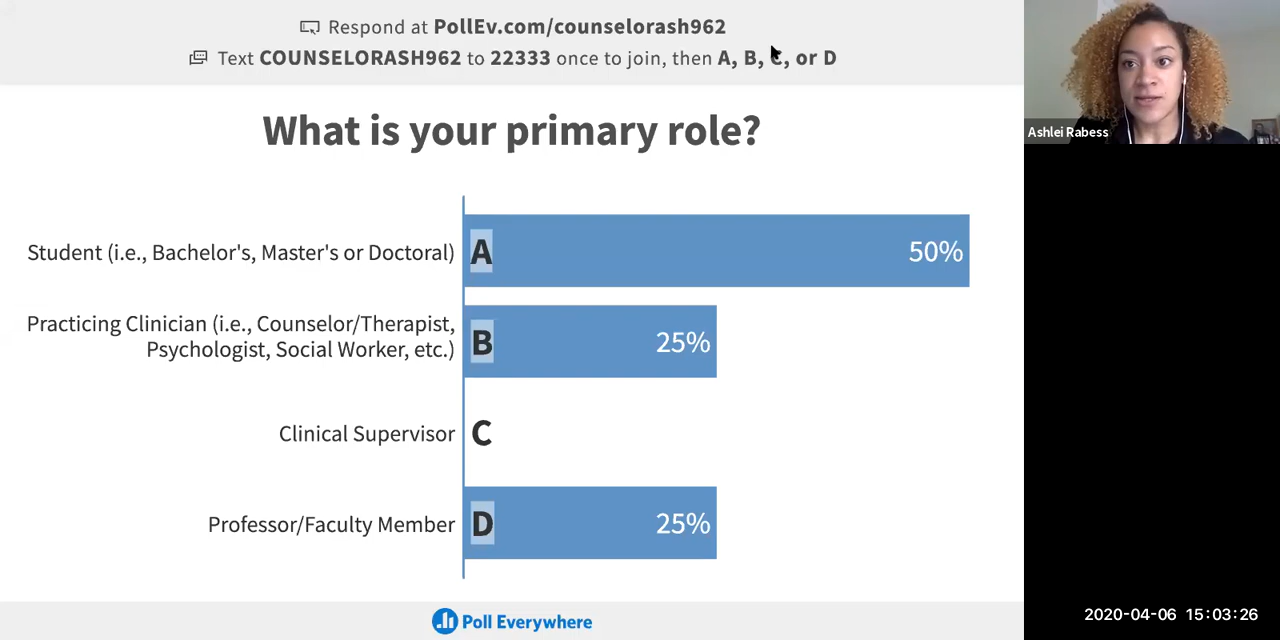 Respond at PollEv.com/counselorash962
Text COUNSELORASH962 to 22333 once to join, then A, B, C, or D
What is your primary role?
Student (i.e., Bachelor's, Master's or Doctoral) A 50%
Practicing Clinician (i.e., Counselor/Therapist,
Psychologist, Social Worker, etc.) B 25%
Clinical Supervisor C
Professor/Faculty Member D 25%
Poll Everywhere
Ashlei Rabess
2020-04-06 15:03:26